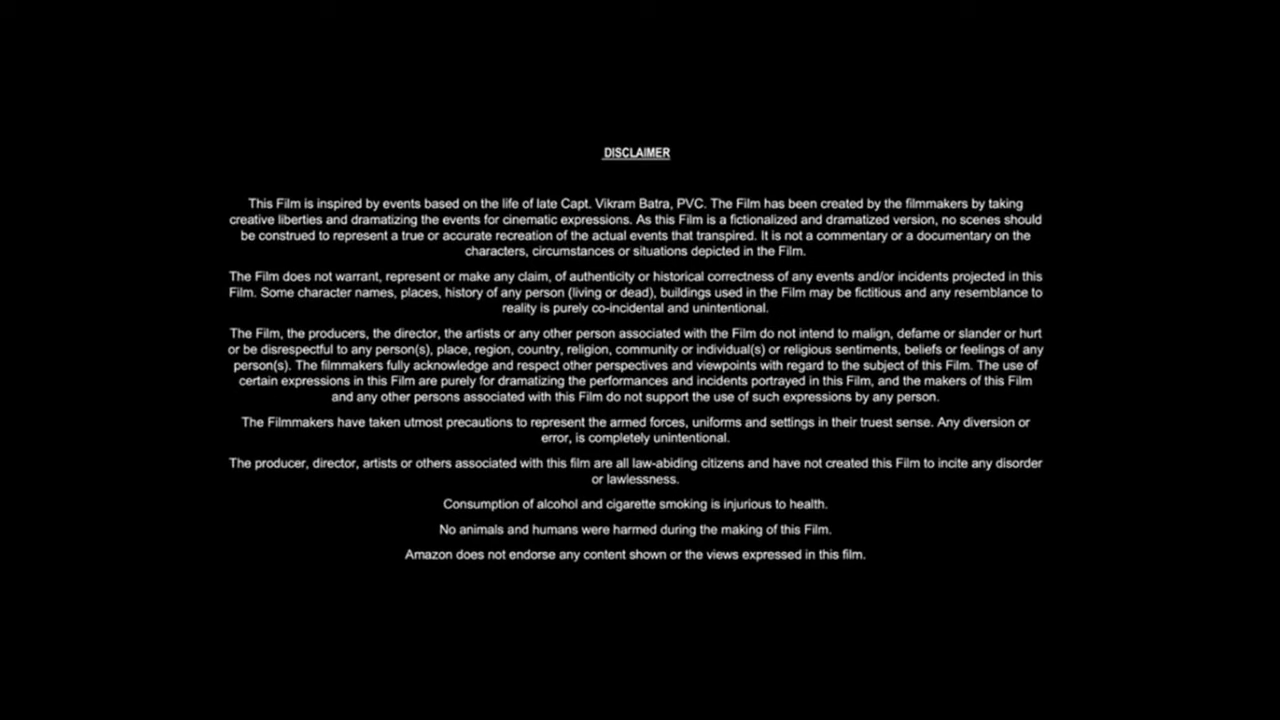 DISCLAIMER
This Film is inspired by events based on the life of late Capt. Vikram Batra, PVC. The Film has been created by the filmmakers by taking
creative liberties and dramatizing the events for cinematic expressions. As this Film is a fictionalized and dramatized version, no scenes should
be construed to represent a true or accurate recreation of the actual events that transpired. It is not a commentary or a documentary on the
characters, circumstances or situations depicted in the Film.
The Film does not warrant, represent or make any claim, of authenticity or historical correctness of any events and/or incidents projected in this
Film. Some character names, places, history of any person (living or dead), buildings used in the Film may be fictitious and any resemblance to
reality is purely co-incidental and unintentional.
The Film, the producers, the director, the artists or any other person associated with the Film do not intend to malign, defame or slander or hurt
or be disrespectful to any person(s), place, region, country, religion, community or individual(s) or religious sentiments, beliefs or feelings of any
person(s). The filmmakers fully acknowledge and respect other perspectives and viewpoints with regard to the subject of this Film. The use of
certain expressions in this Film are purely for dramatizing the performances and incidents portrayed in this Film, and the makers of this Film
and any other persons associated with this Film do not support the use of such expressions by any person.
The Filmmakers have taken utmost precautions to represent the armed forces, uniforms and settings in their truest sense. Any diversion or
error, is completely unintentional.
The producer, director, artists or others associated with this film are all law-abiding citizens and have not created this Film to incite any disorder
or lawlessness.
Consumption of alcohol and cigarette smoking is injurious to health.
No animals and humans were harmed during the making of this Film.
Amazon does not endorse any content shown or the views expressed in this film.